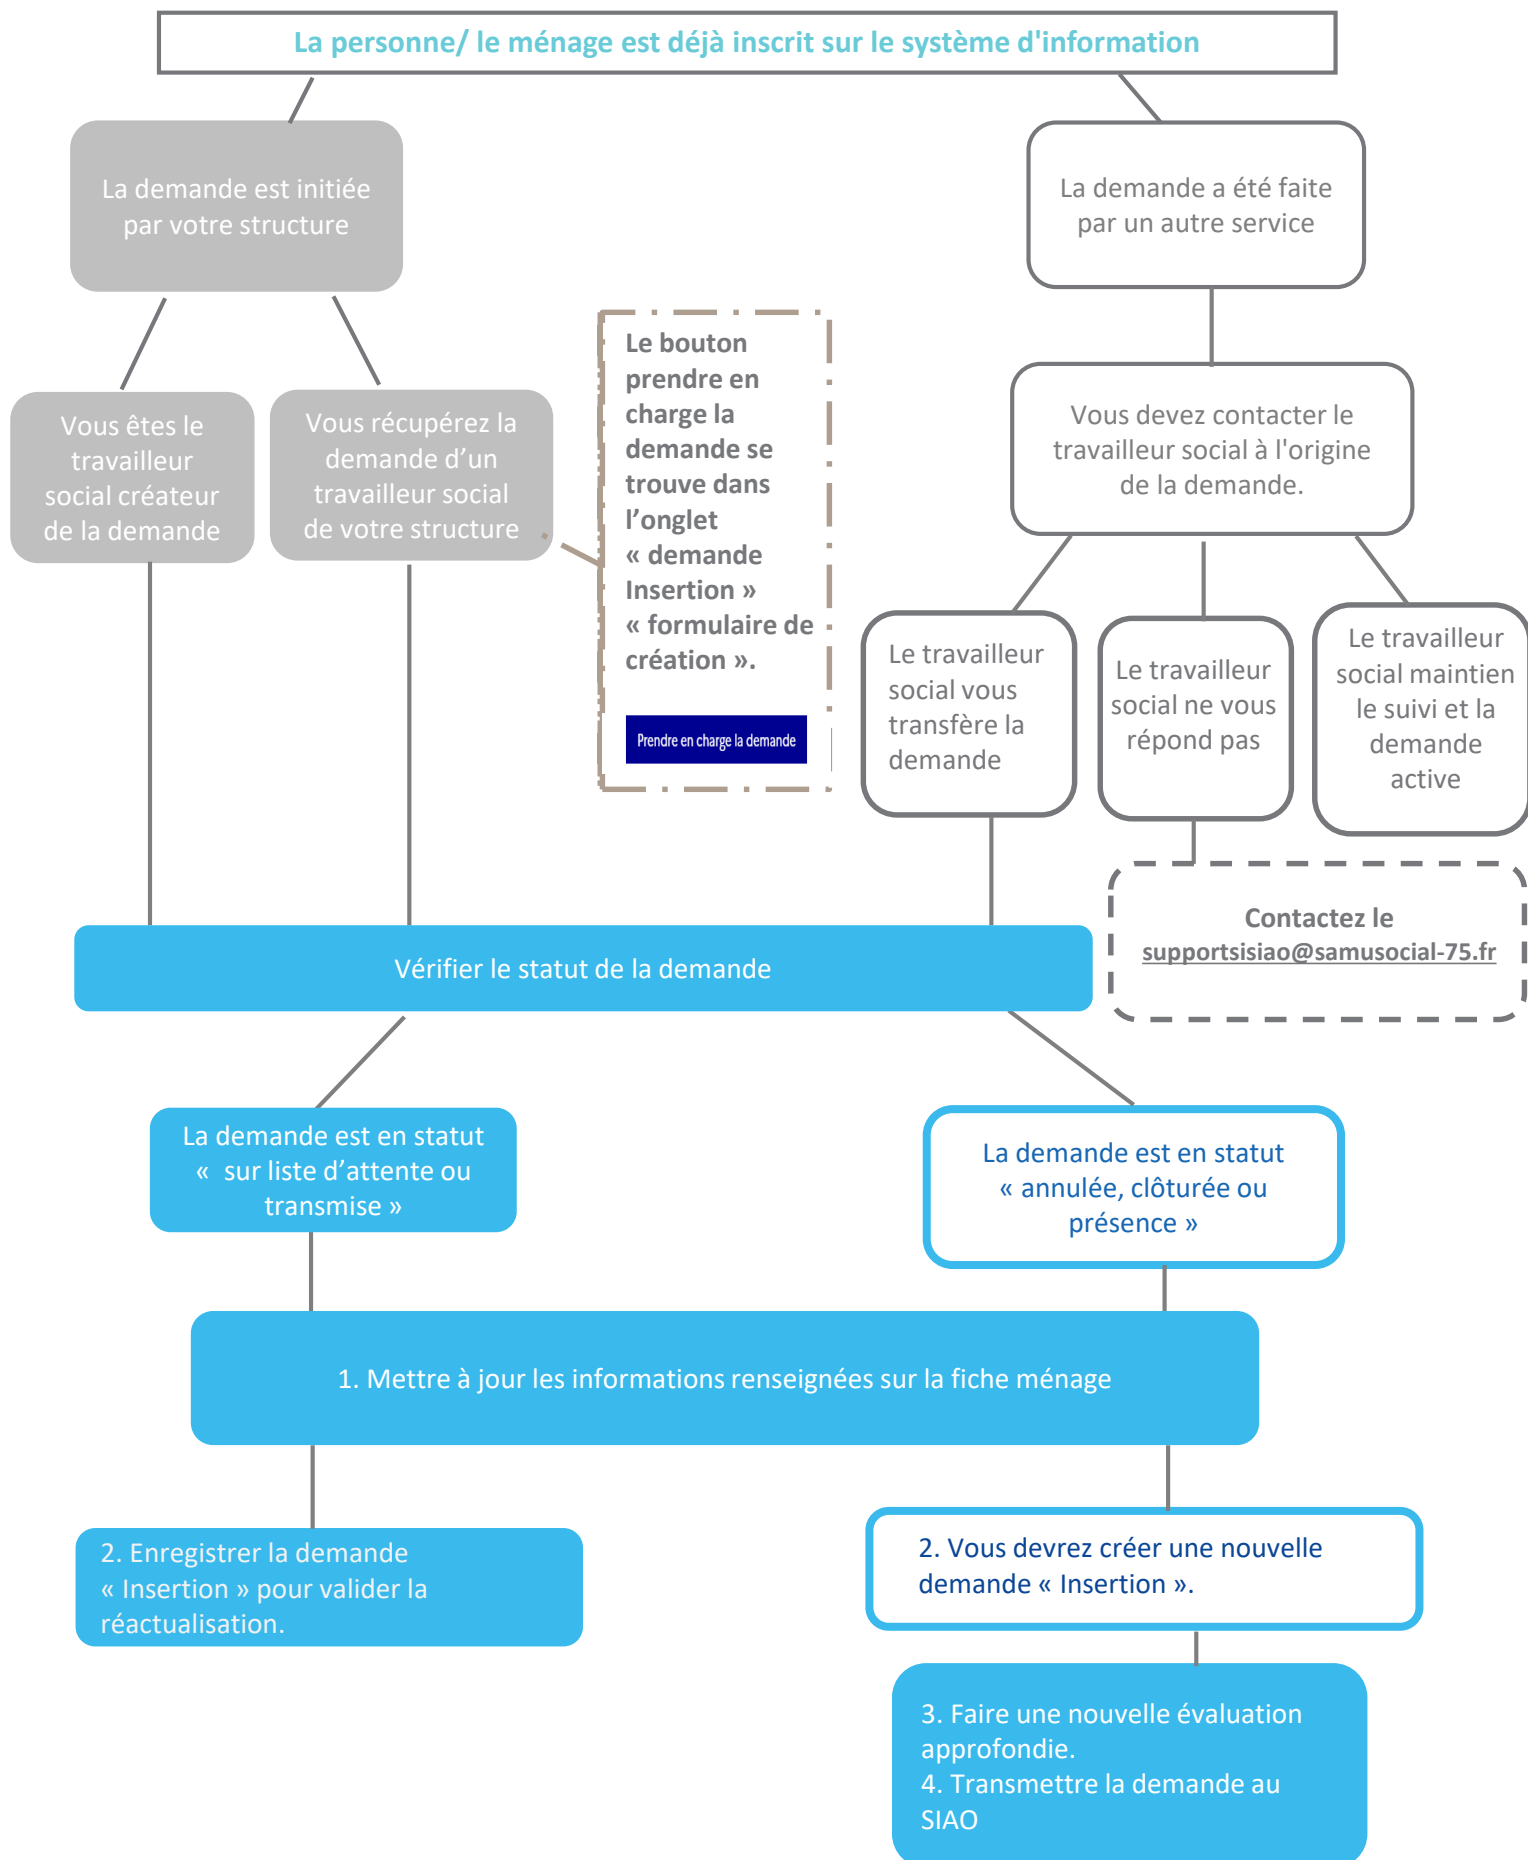 La personne/ le ménage est déjà inscrit sur le système d'information
La demande est initiée
par votre structure
La demande a été faite
par un autre service
Vous êtes le
travailleur
social créateur
de la demande
Vous récupérez la
demande d’un
travailleur social
de votre structure
Le bouton
prendre en
charge la
demande se
trouve dans
l’onglet
« demande
Insertion »
« formulaire de
création ».
Prendre en charge la demande
Vous devez contacter le
travailleur social à l'origine
de la demande.
Le travailleur
social vous
transfère la
demande
Le travailleur
social ne vous
répond pas
Le travailleur
social maintien
le suivi et la
demande
active
Contactez le
supportsisiao@samusocial-75.fr
Vérifier le statut de la demande
La demande est en statut
«  sur liste d’attente ou
transmise »
La demande est en statut
« annulée, clôturée ou
présence »
1. Mettre à jour les informations renseignées sur la fiche ménage
2. Enregistrer la demande
« Insertion » pour valider la
réactualisation.
2. Vous devrez créer une nouvelle
demande « Insertion ».
3. Faire une nouvelle évaluation
approfondie.
4. Transmettre la demande au
SIAO